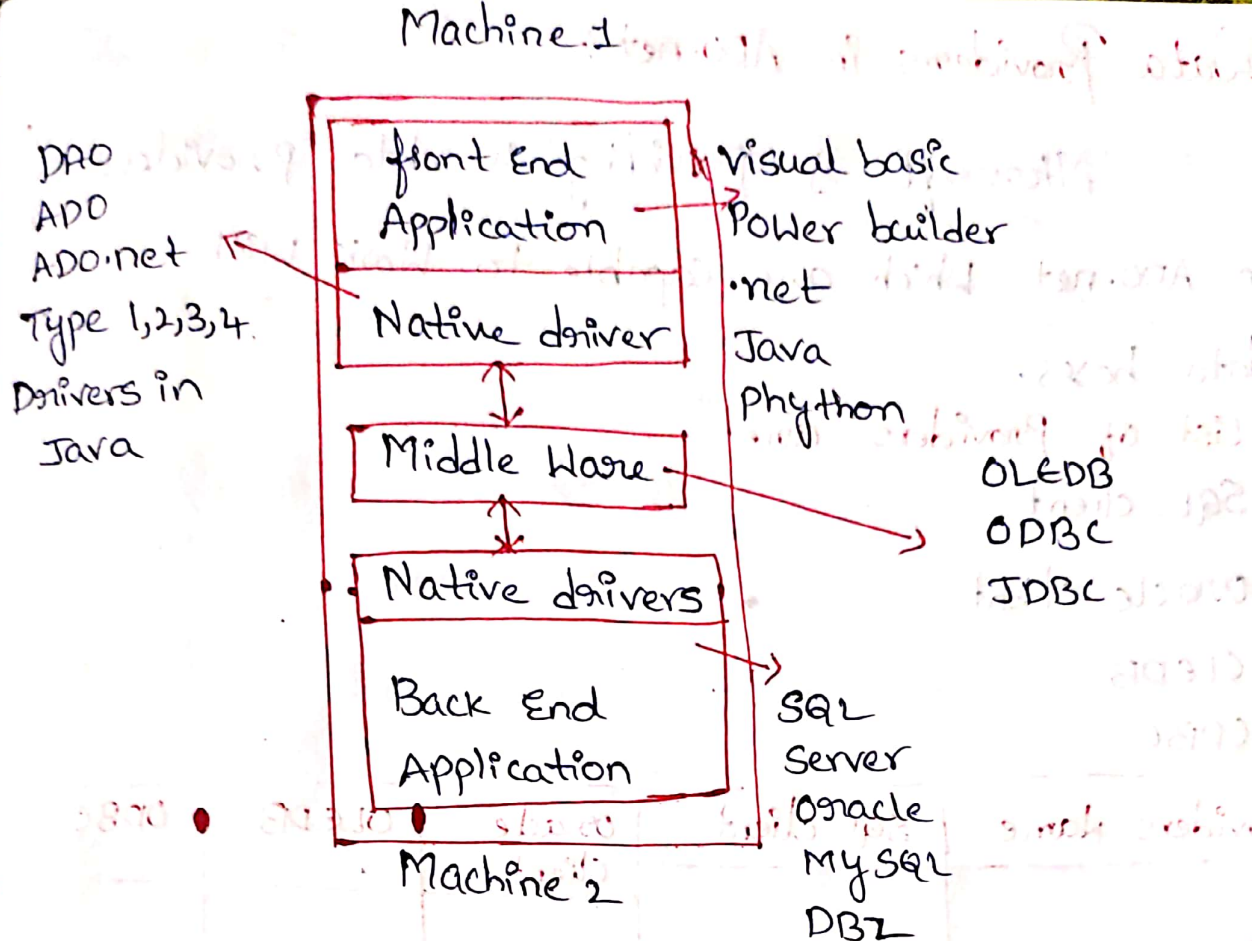 Machine.1
DAO
ADO
ADO.net
Type 1,2,3,4.
Drivers in
Java
front End
Application
Native driver
Visual basic
Power builder
.net
Java
Phython
Middle Ware
OLEDB
ODBC
JDBC
Native drivers
Back End
Application
SQL
Server
Oracle
MySQL
DB2
Machine 2